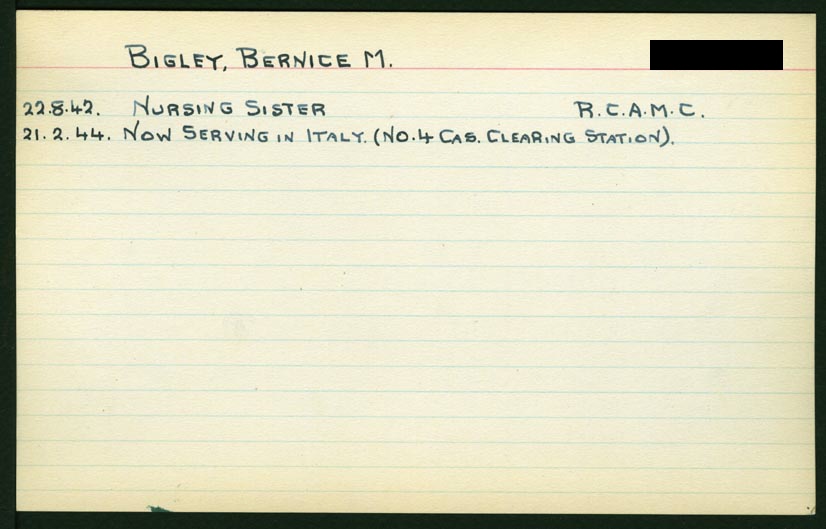 BIGLEY, BERNICE M.
22.8.42. NURSING SISTER R.C.A.M.C.
21.2.44. NOW SERVING IN ITALY. (NO.4 CAS. CLEARING STATION).